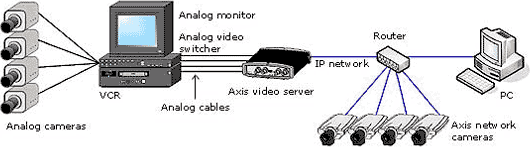 Analog monitor
Analog video
switcher
Router
IP network
VCR
Analog cables
Axis video server
PC
Analog cameras
Axis network
cameras